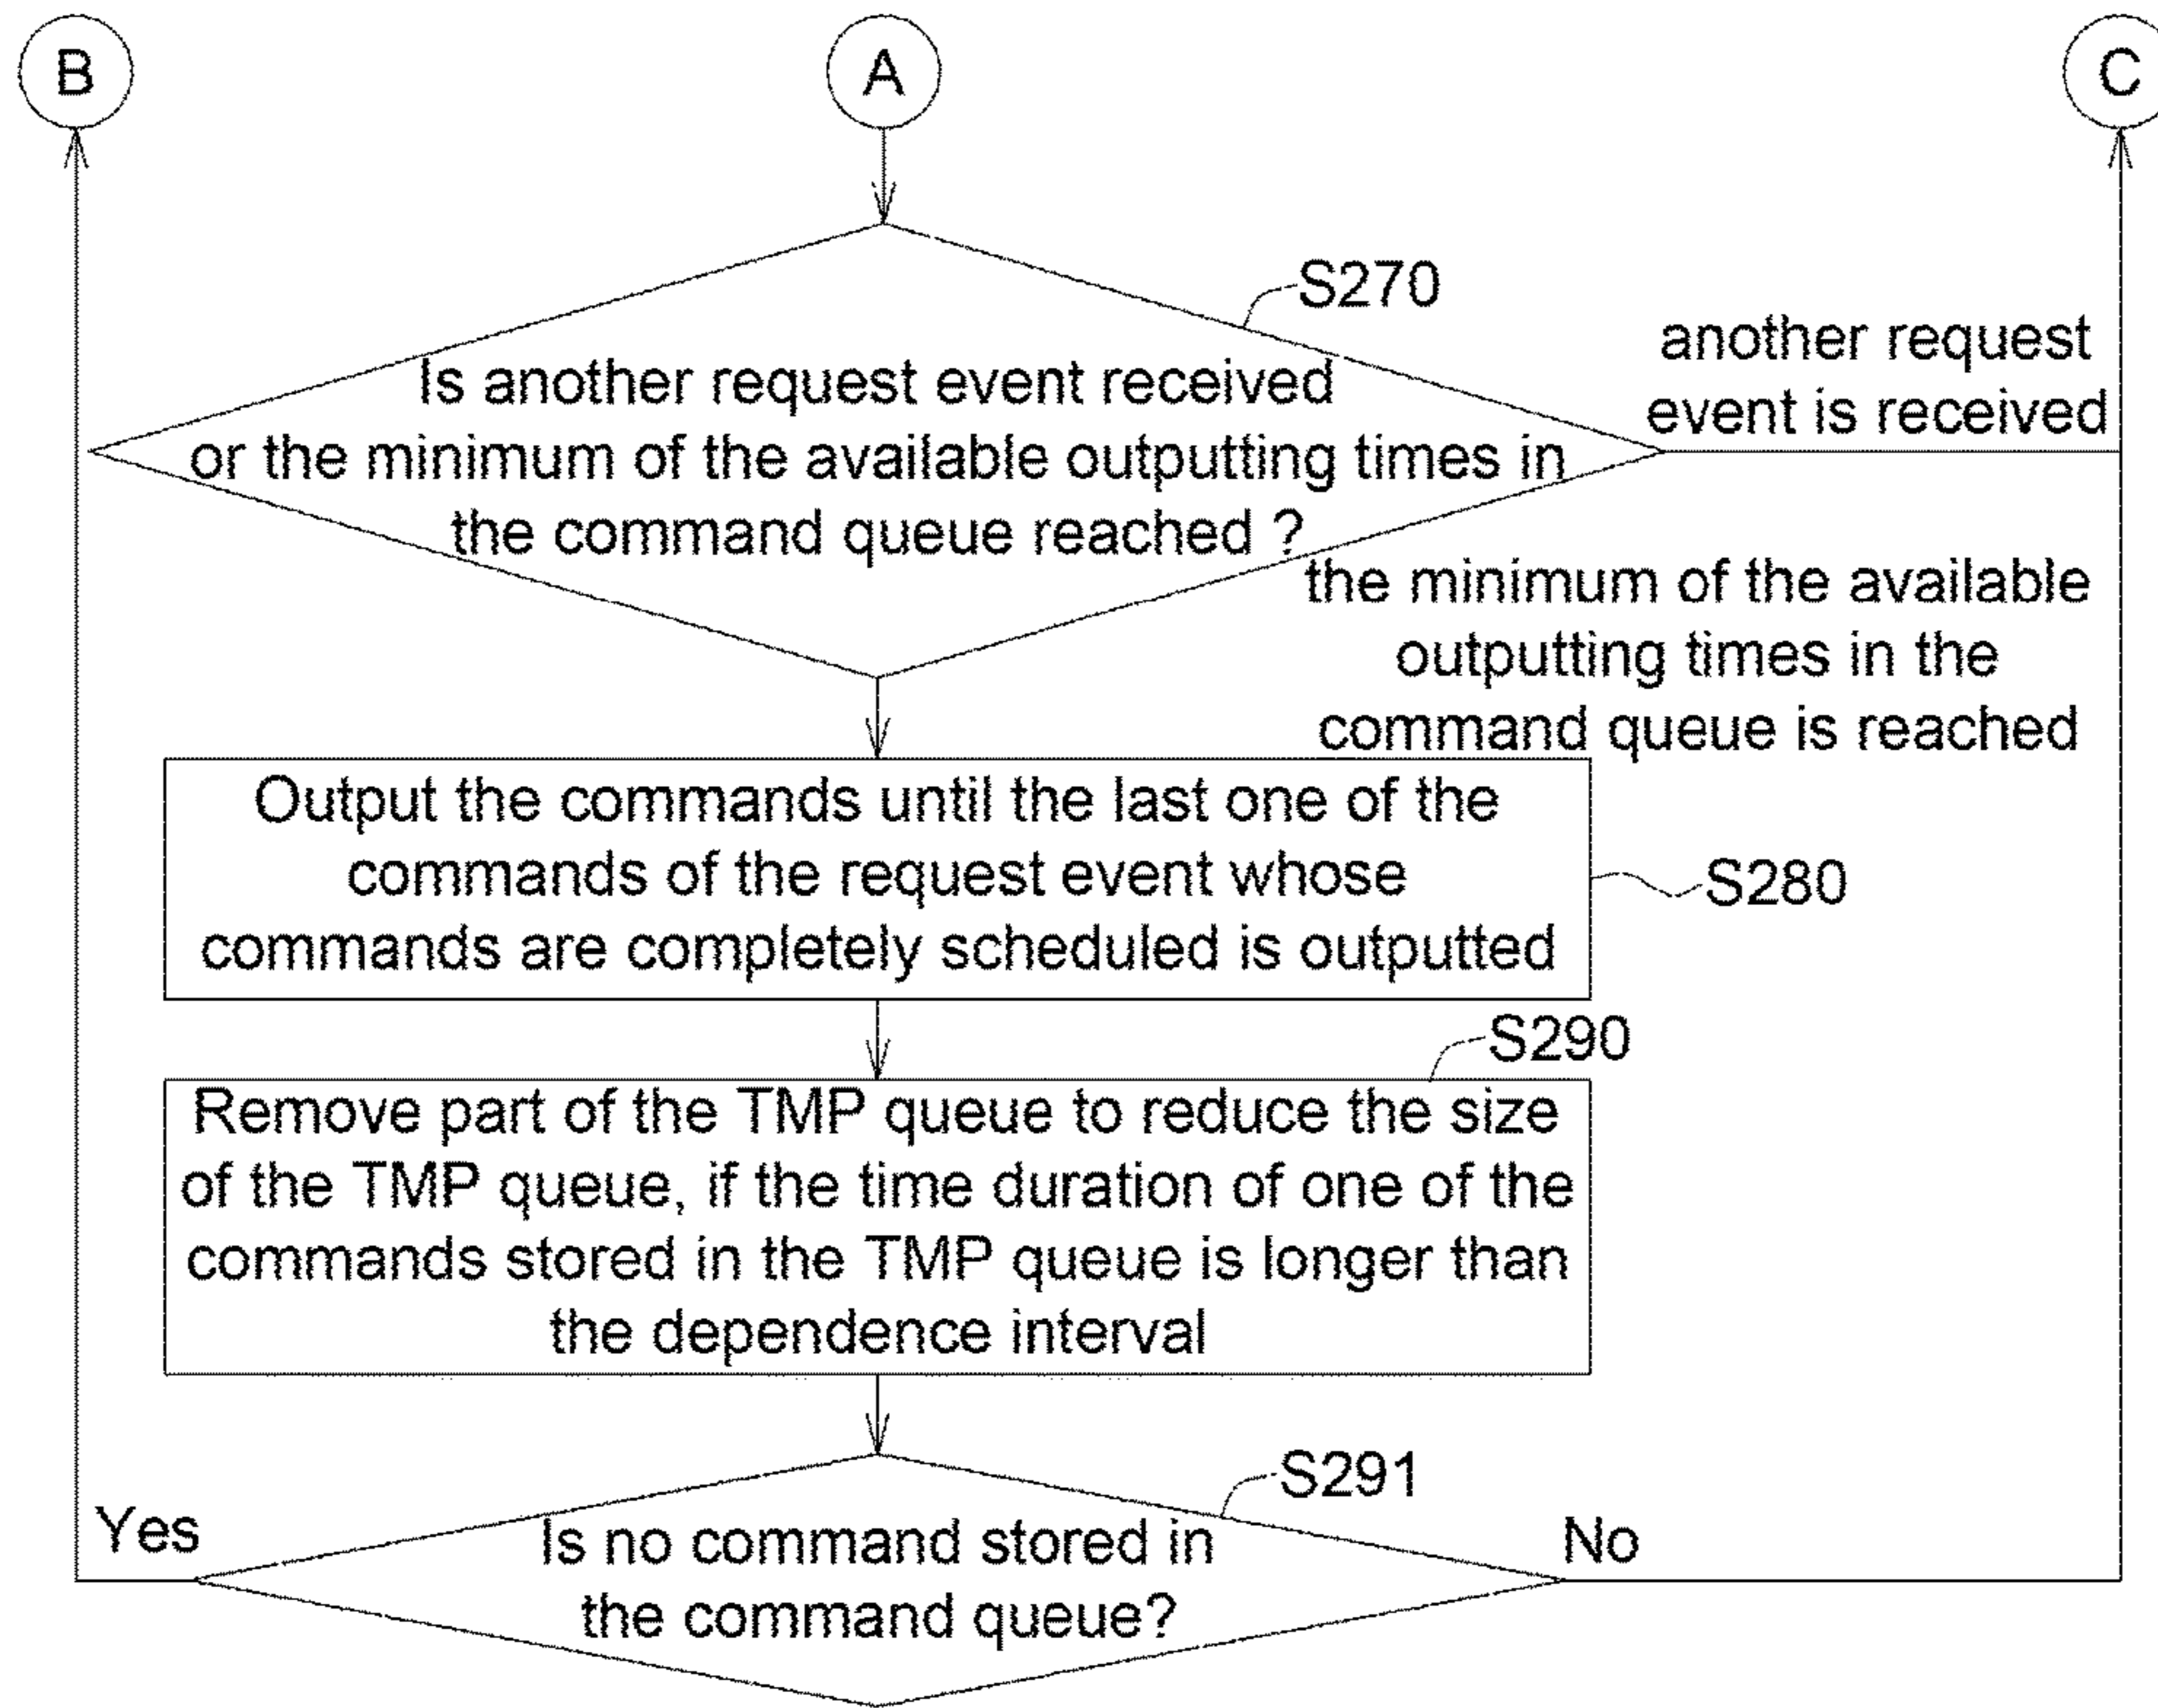 B
A
C
S270
Is another request event received
or the minimum of the available outputting times in
the command queue reached ?
another request
event is received
the minimum of the available
outputting times in the
command queue is reached
Output the commands until the last one of the
commands of the request event whose
commands are completely scheduled is outputted
S280
S290
Remove part of the TMP queue to reduce the size
of the TMP queue, if the time duration of one of the
commands stored in the TMP queue is longer than
the dependence interval
S291
Yes
Is no command stored in
the command queue?
No